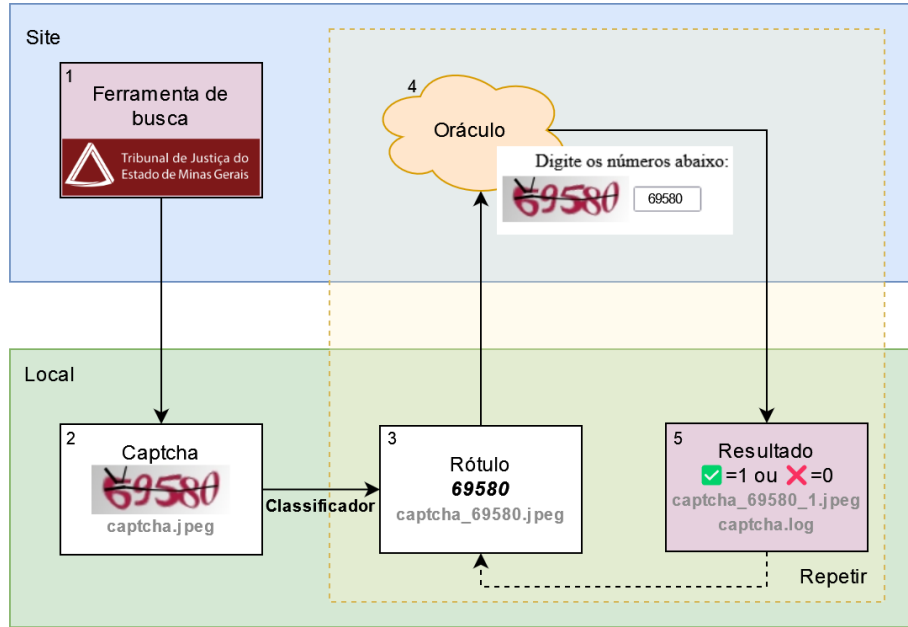 Site
1
Ferramenta de
busca
Tribunal de Justiça do
Estado de Minas Gerais
4
Oráculo
Digite os números abaixo:
69580 69580
Local
2
Captcha
69580
captcha.jpeg
Classificador
3
Rótulo
69580
captcha_69580.jpeg
5
Resultado
✅=1 ou ❌=0
captcha_69580_1.jpeg
captcha.log
Repetir